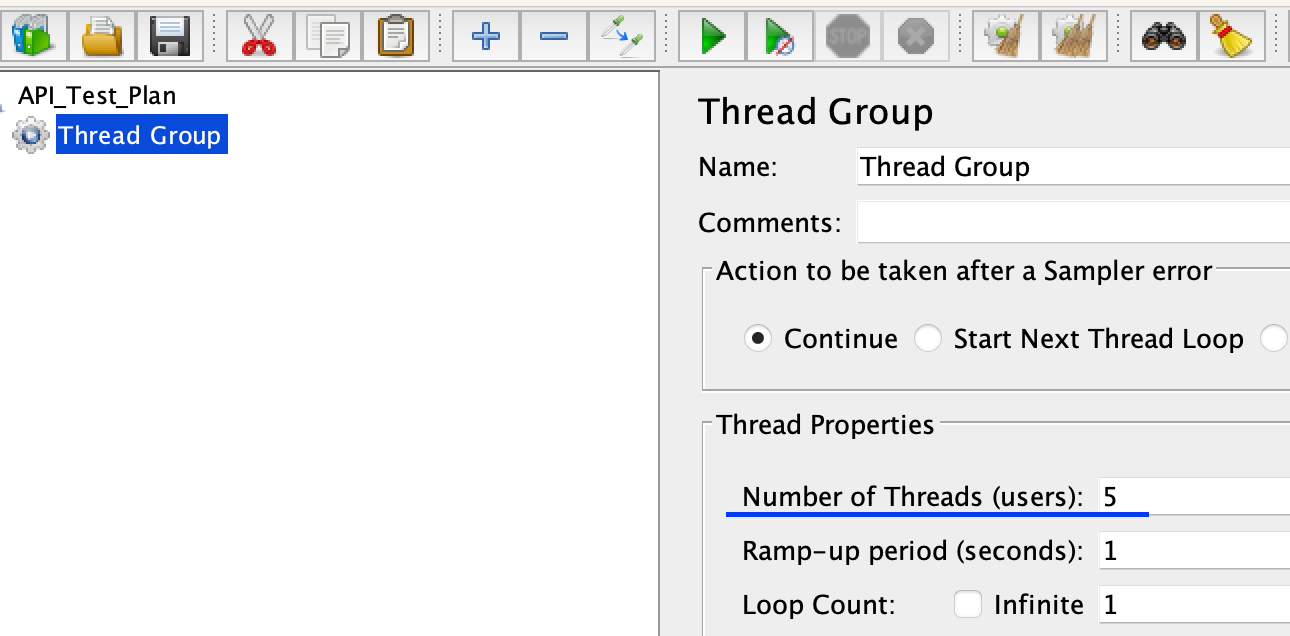 STOP
API_Test_Plan
Thread Group
Thread Group
Name: Thread Group
Comments:
Action to be taken after a Sampler error
Continue Start Next Thread Loop
Thread Properties
Number of Threads (users): 5
Ramp-up period (seconds): 1
Loop Count: Infinite 1